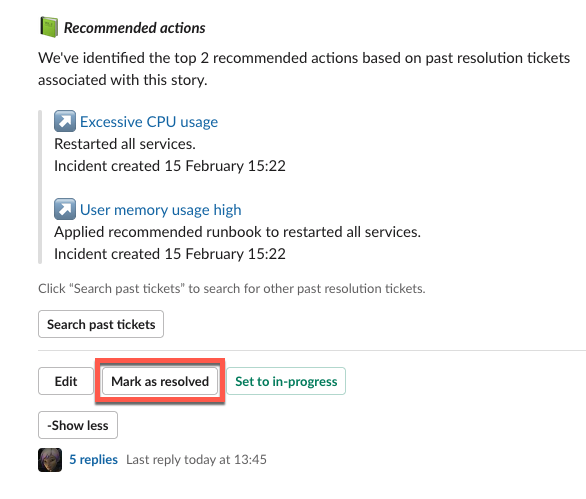 Recommended actions
We've identified the top 2 recommended actions based on past resolution tickets
associated with this story.
Excessive CPU usage
Restarted all services.
Incident created 15 February 15:22
User memory usage high
Applied recommended runbook to restarted all services.
Incident created 15 February 15:22
Click “Search past tickets” to search for other past resolution tickets.
Search past tickets
Edit Mark as resolved Set to in-progress
-Show less
5 replies Last reply today at 13:45